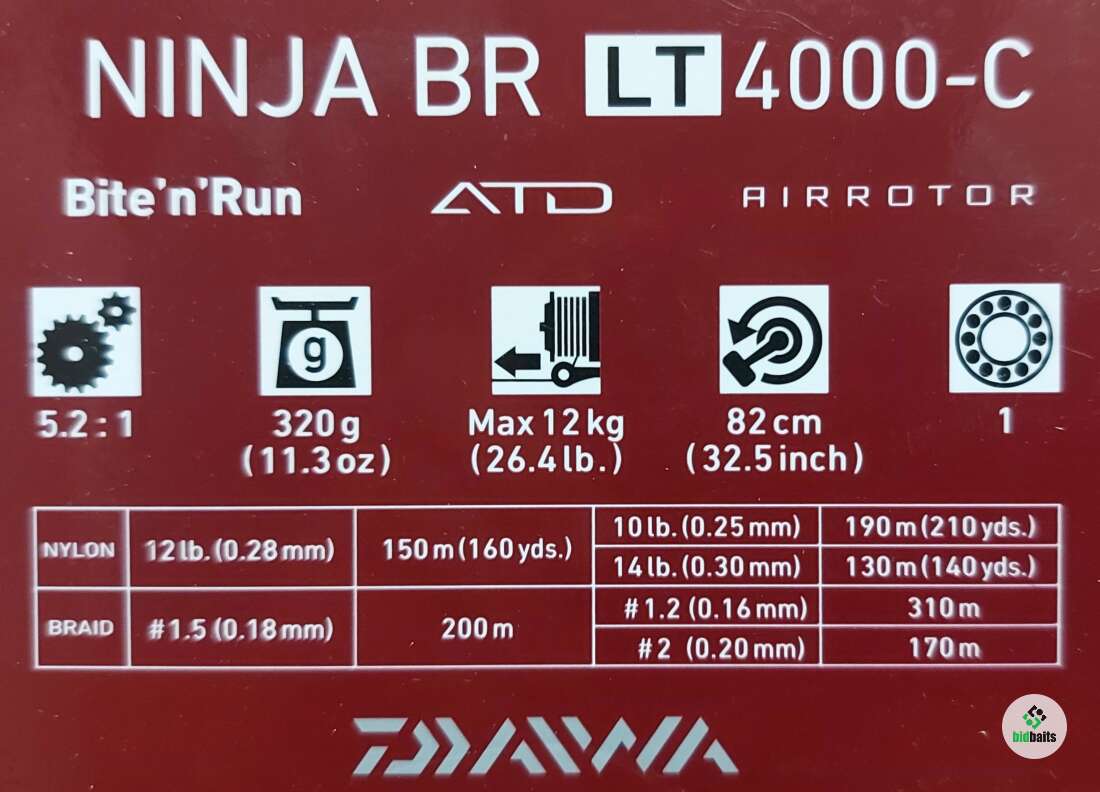 NINJA BR LT 4000-C
Bite'n'Run ATD AIRROTOR
g
5.2 : 1 320g Max 12kg 82cm 1
(11.3oz) (26.4lb.) (32.5inch)
NYLON 12lb.(0.28mm) 150m(160yds.) 10lb.(0.25mm) 190m(210yds.)
14lb.(0.30mm) 130m(140yds.)
BRAID #1.5(0.18mm) 200m #1.2(0.16mm) 310m
#2 (0.20mm) 170m
DAIWA
bidbaits